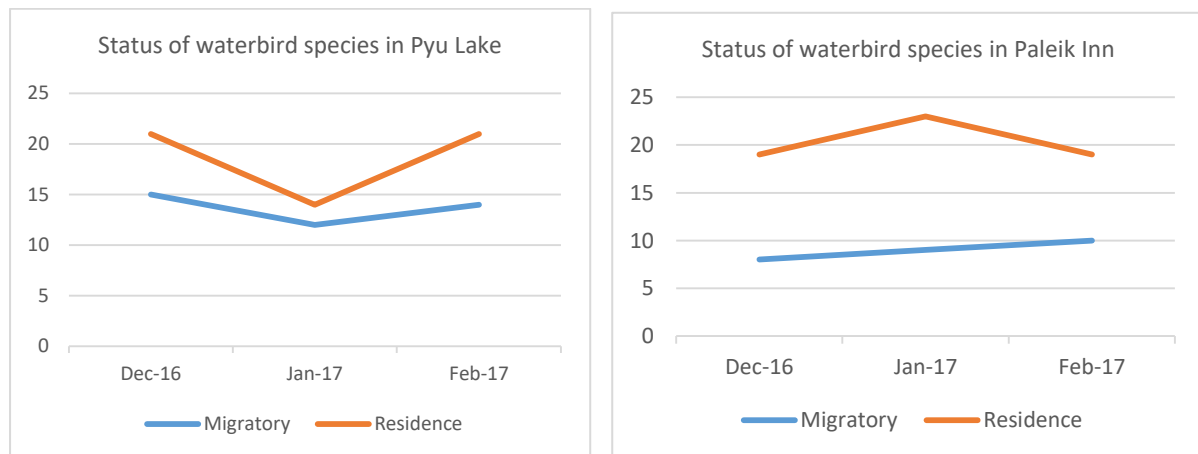 Status of waterbird species in Pyu Lake
25
20
15
10
5
0
Dec-16 Jan-17 Feb-17
Migratory Residence
Status of waterbird species in Paleik Inn
25
20
15
10
5
0
Dec-16 Jan-17 Feb-17
Migratory Residence